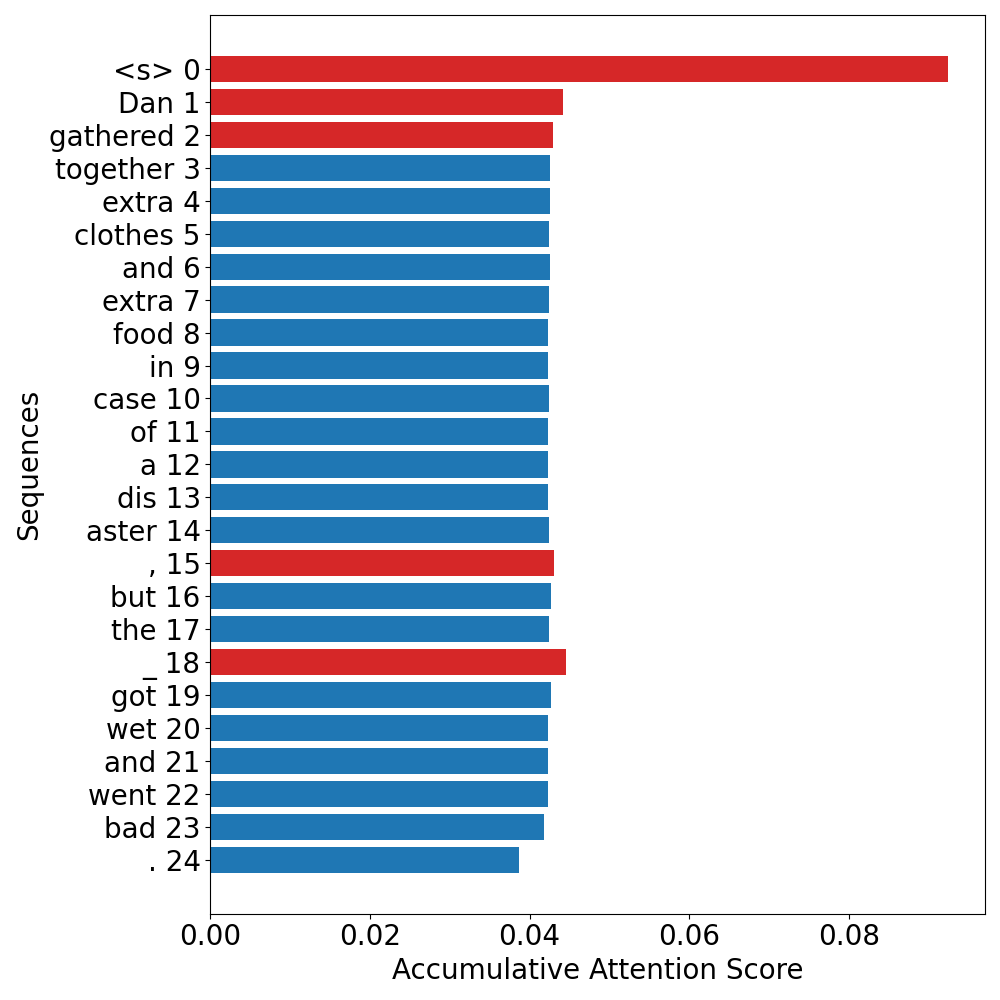 <s> 0
Dan 1
gathered 2
together 3
extra 4
clothes 5
and 6
extra 7
food 8
in 9
case 10
of 11
a 12
dis 13
aster 14
, 15
but 16
the 17
_ 18
got 19
wet 20
and 21
went 22
bad 23
. 24
Sequences
0.00 0.02 0.04 0.06 0.08
Accumulative Attention Score